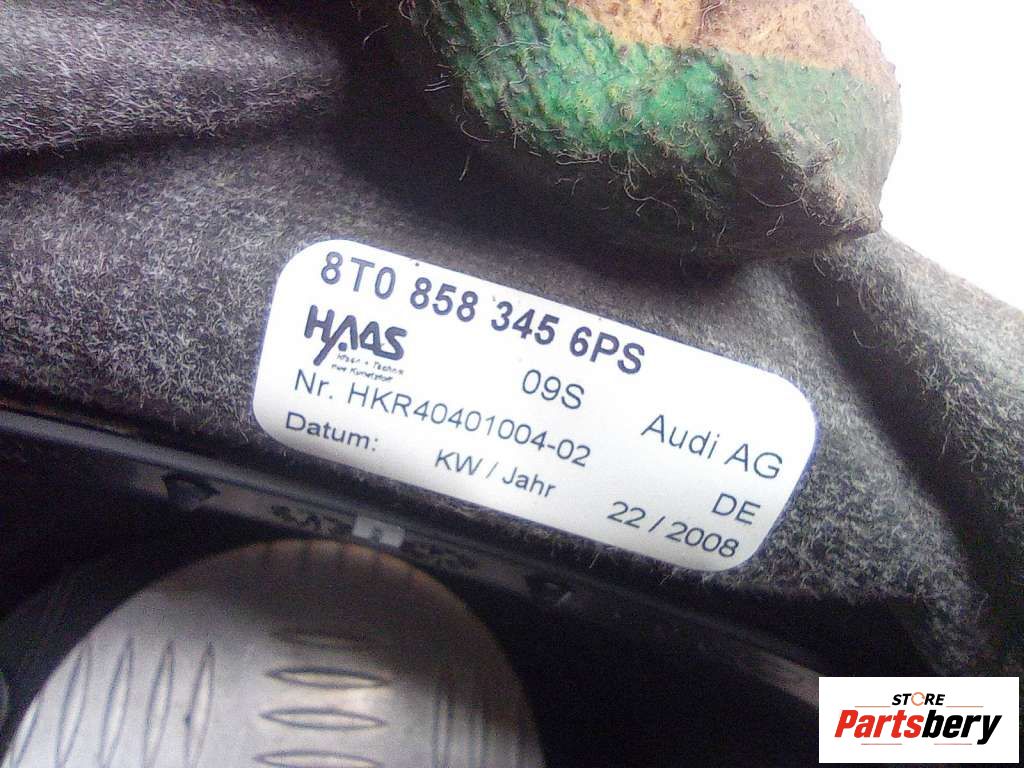 8T0 858 345 6PS
HAAS
09S
Nr. HKR40401004-02
Audi AG
Datum:
KW / Jahr
DE
22 / 2008
STORE
Partsbery